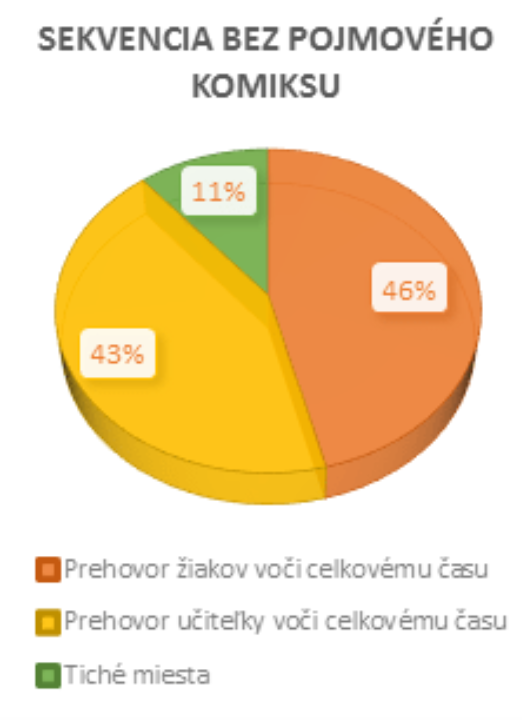 SEKVENCIA BEZ POJMOVÉHO
KOMIKSU
11%
46%
43%
Prehovor žiakov voči celkovému času
Prehovor učiteľky voči celkovému času
Tiché miesta